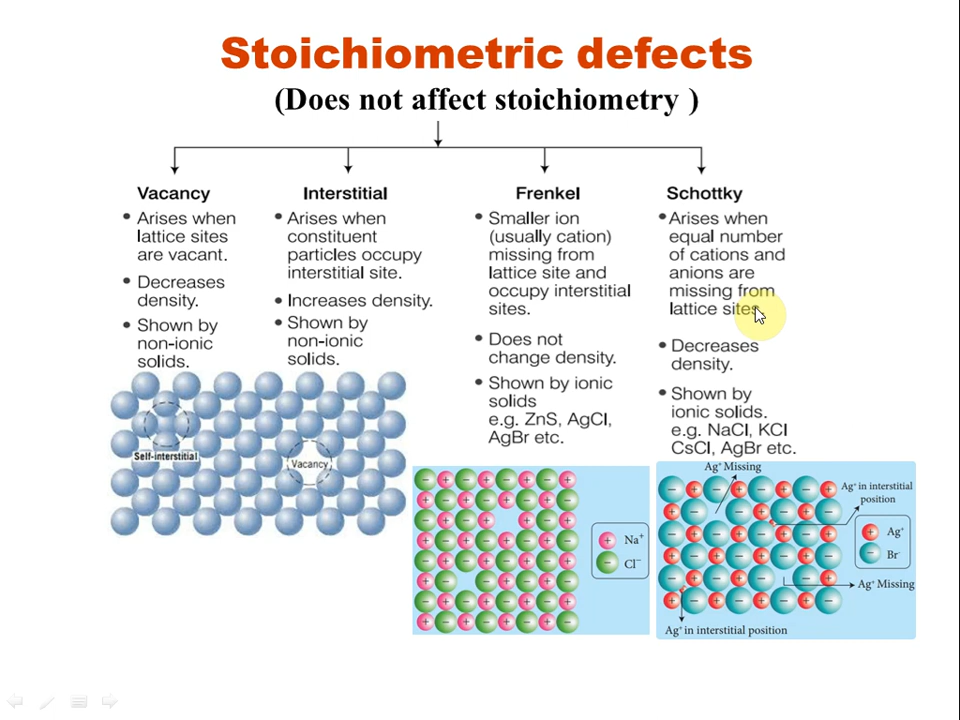 Stoichiometric defects
(Does not affect stoichiometry )
Vacancy
• Arises when
lattice sites
are vacant.
• Decreases
density.
• Shown by
non-ionic
solids.
Interstitial
• Arises when
constituent
particles occupy
interstitial site.
• Increases density.
• Shown by
non-ionic
solids.
Frenkel
• Smaller ion
(usually cation)
missing from
lattice site and
occupy interstitial
sites.
• Does not
change density.
• Shown by ionic
solids
e.g. ZnS, AgCl,
AgBr etc.
Schottky
• Arises when
equal number
of cations and
anions are
missing from
lattice sites.
• Decreases
density.
• Shown by
ionic solids.
e.g. NaCl, KCl
CsCl, AgBr etc.
Self-interstitial
Vacancy
Na⁺
Cl⁻
Ag⁺ Missing
Ag⁺ in interstitial
position
Ag⁺
Br⁻
Ag⁺ Missing
Ag⁺ in interstitial position